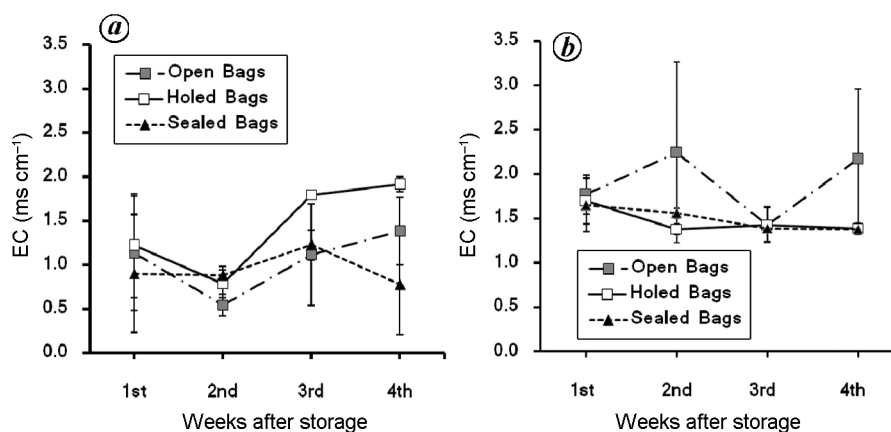 a
3.5
3.0
2.5
2.0
1.5
1.0
0.5
0.0
EC (ms cm⁻¹)
Open Bags
Holed Bags
Sealed Bags
1st 2nd 3rd 4th
Weeks after storage
b
3.5
3.0
2.5
2.0
1.5
1.0
0.5
0.0
EC (ms cm⁻¹)
Open Bags
Holed Bags
Sealed Bags
1st 2nd 3rd 4th
Weeks after storage